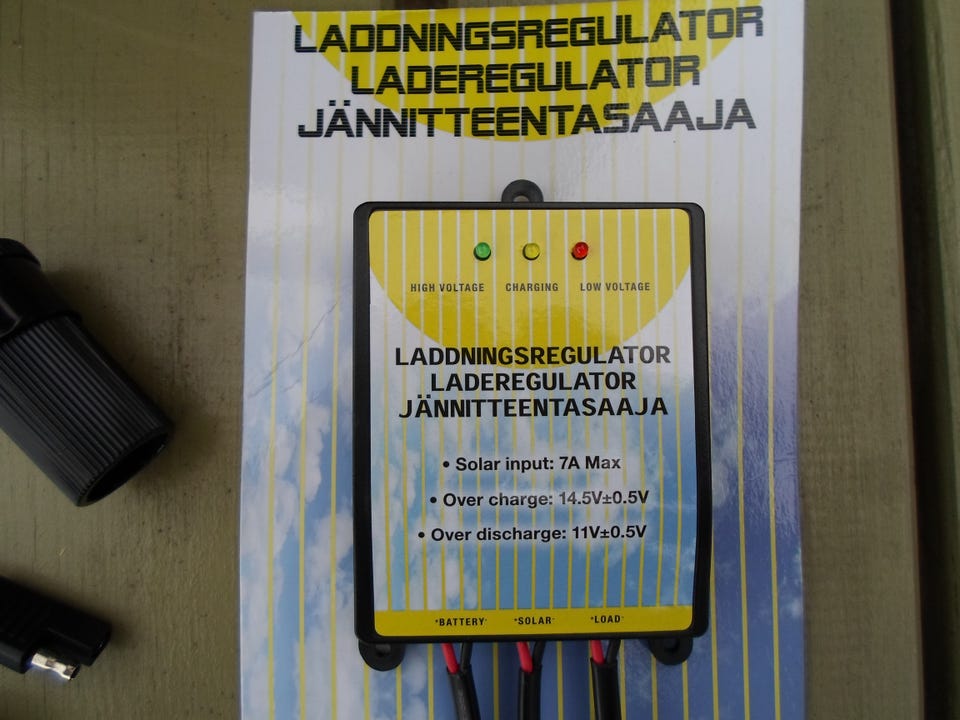 LADDNINGSREGULATOR
LADEREGULATOR
JÄNNITTEENTASAAJA
HIGH VOLTAGE CHARGING LOW VOLTAGE
LADDNINGSREGULATOR
LADEREGULATOR
JÄNNITTEENTASAAJA
• Solar input: 7A Max
• Over charge: 14.5V±0.5V
• Over discharge: 11V±0.5V
+BATTERY- +SOLAR- +LOAD-